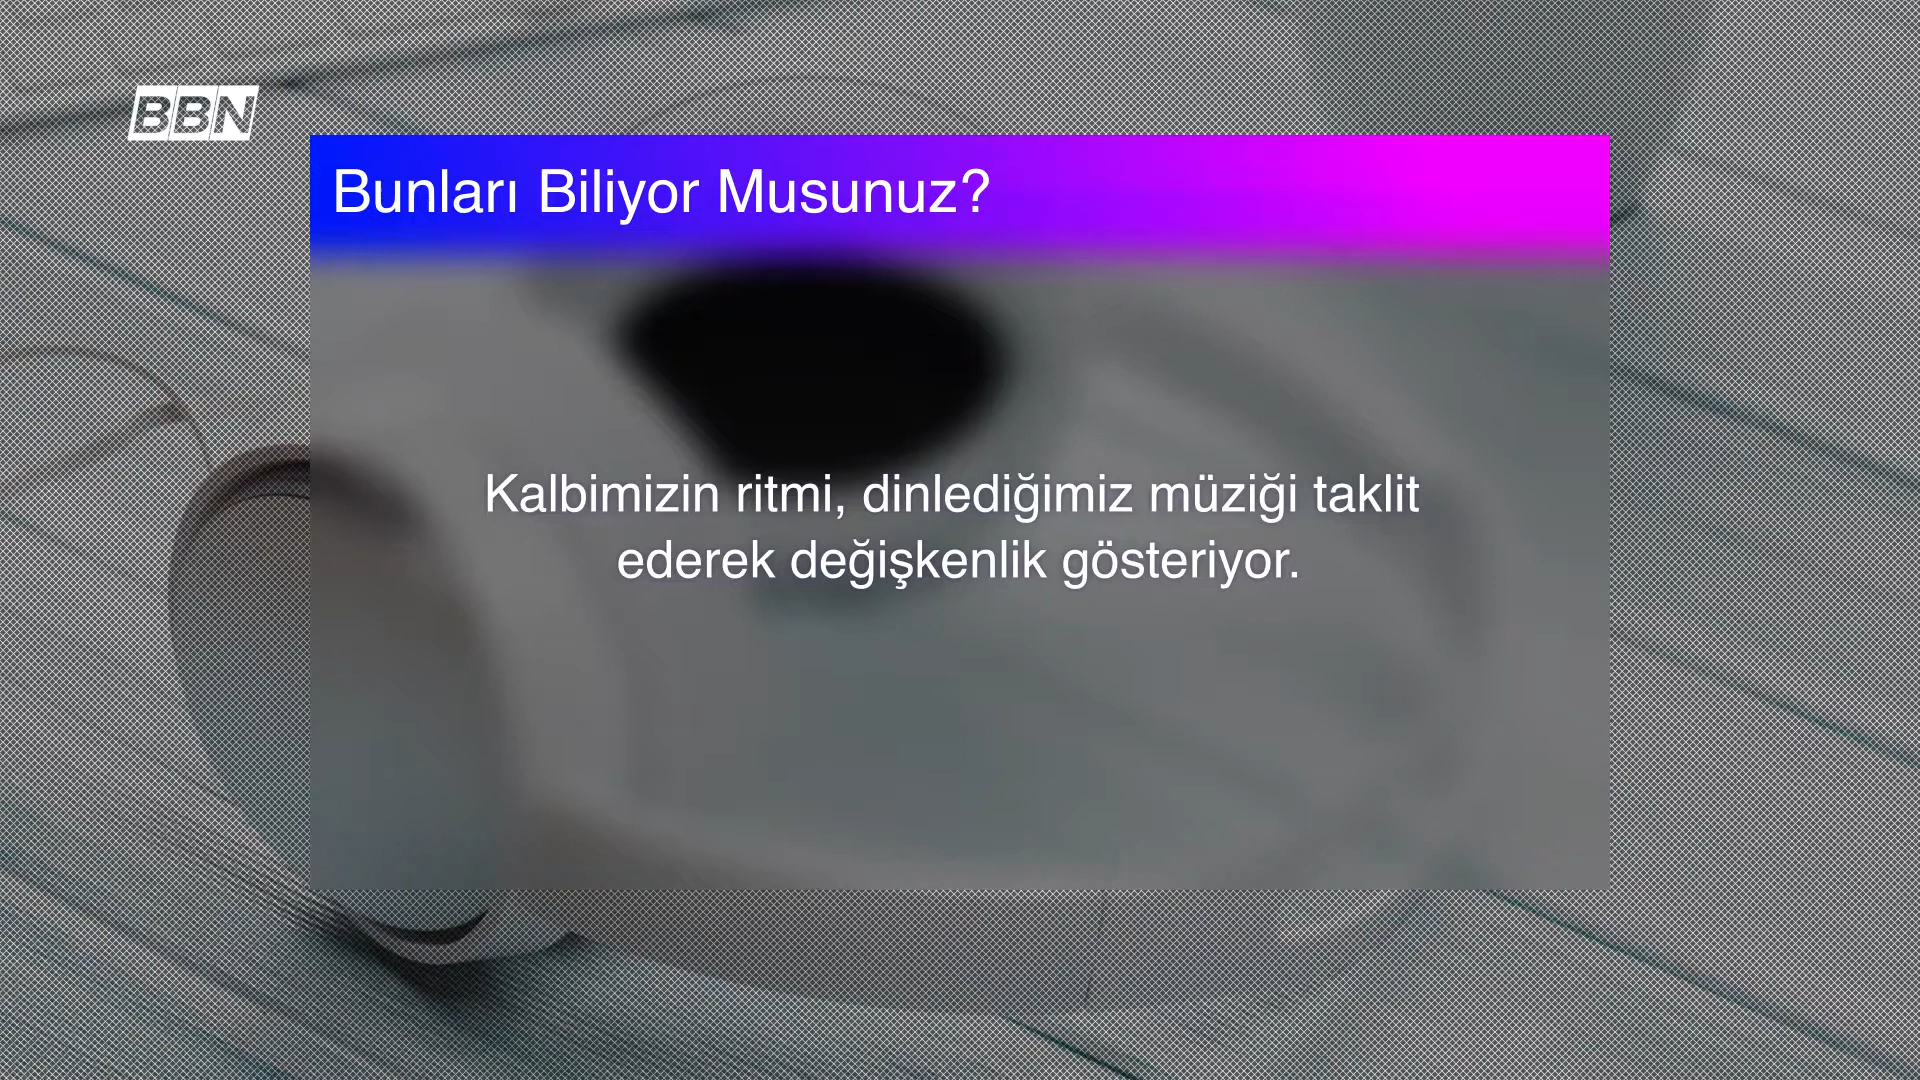 BBN
Bunları Biliyor Musunuz?
Kalbimizin ritmi, dinlediğimiz müziği taklit
ederek değişkenlik gösteriyor.